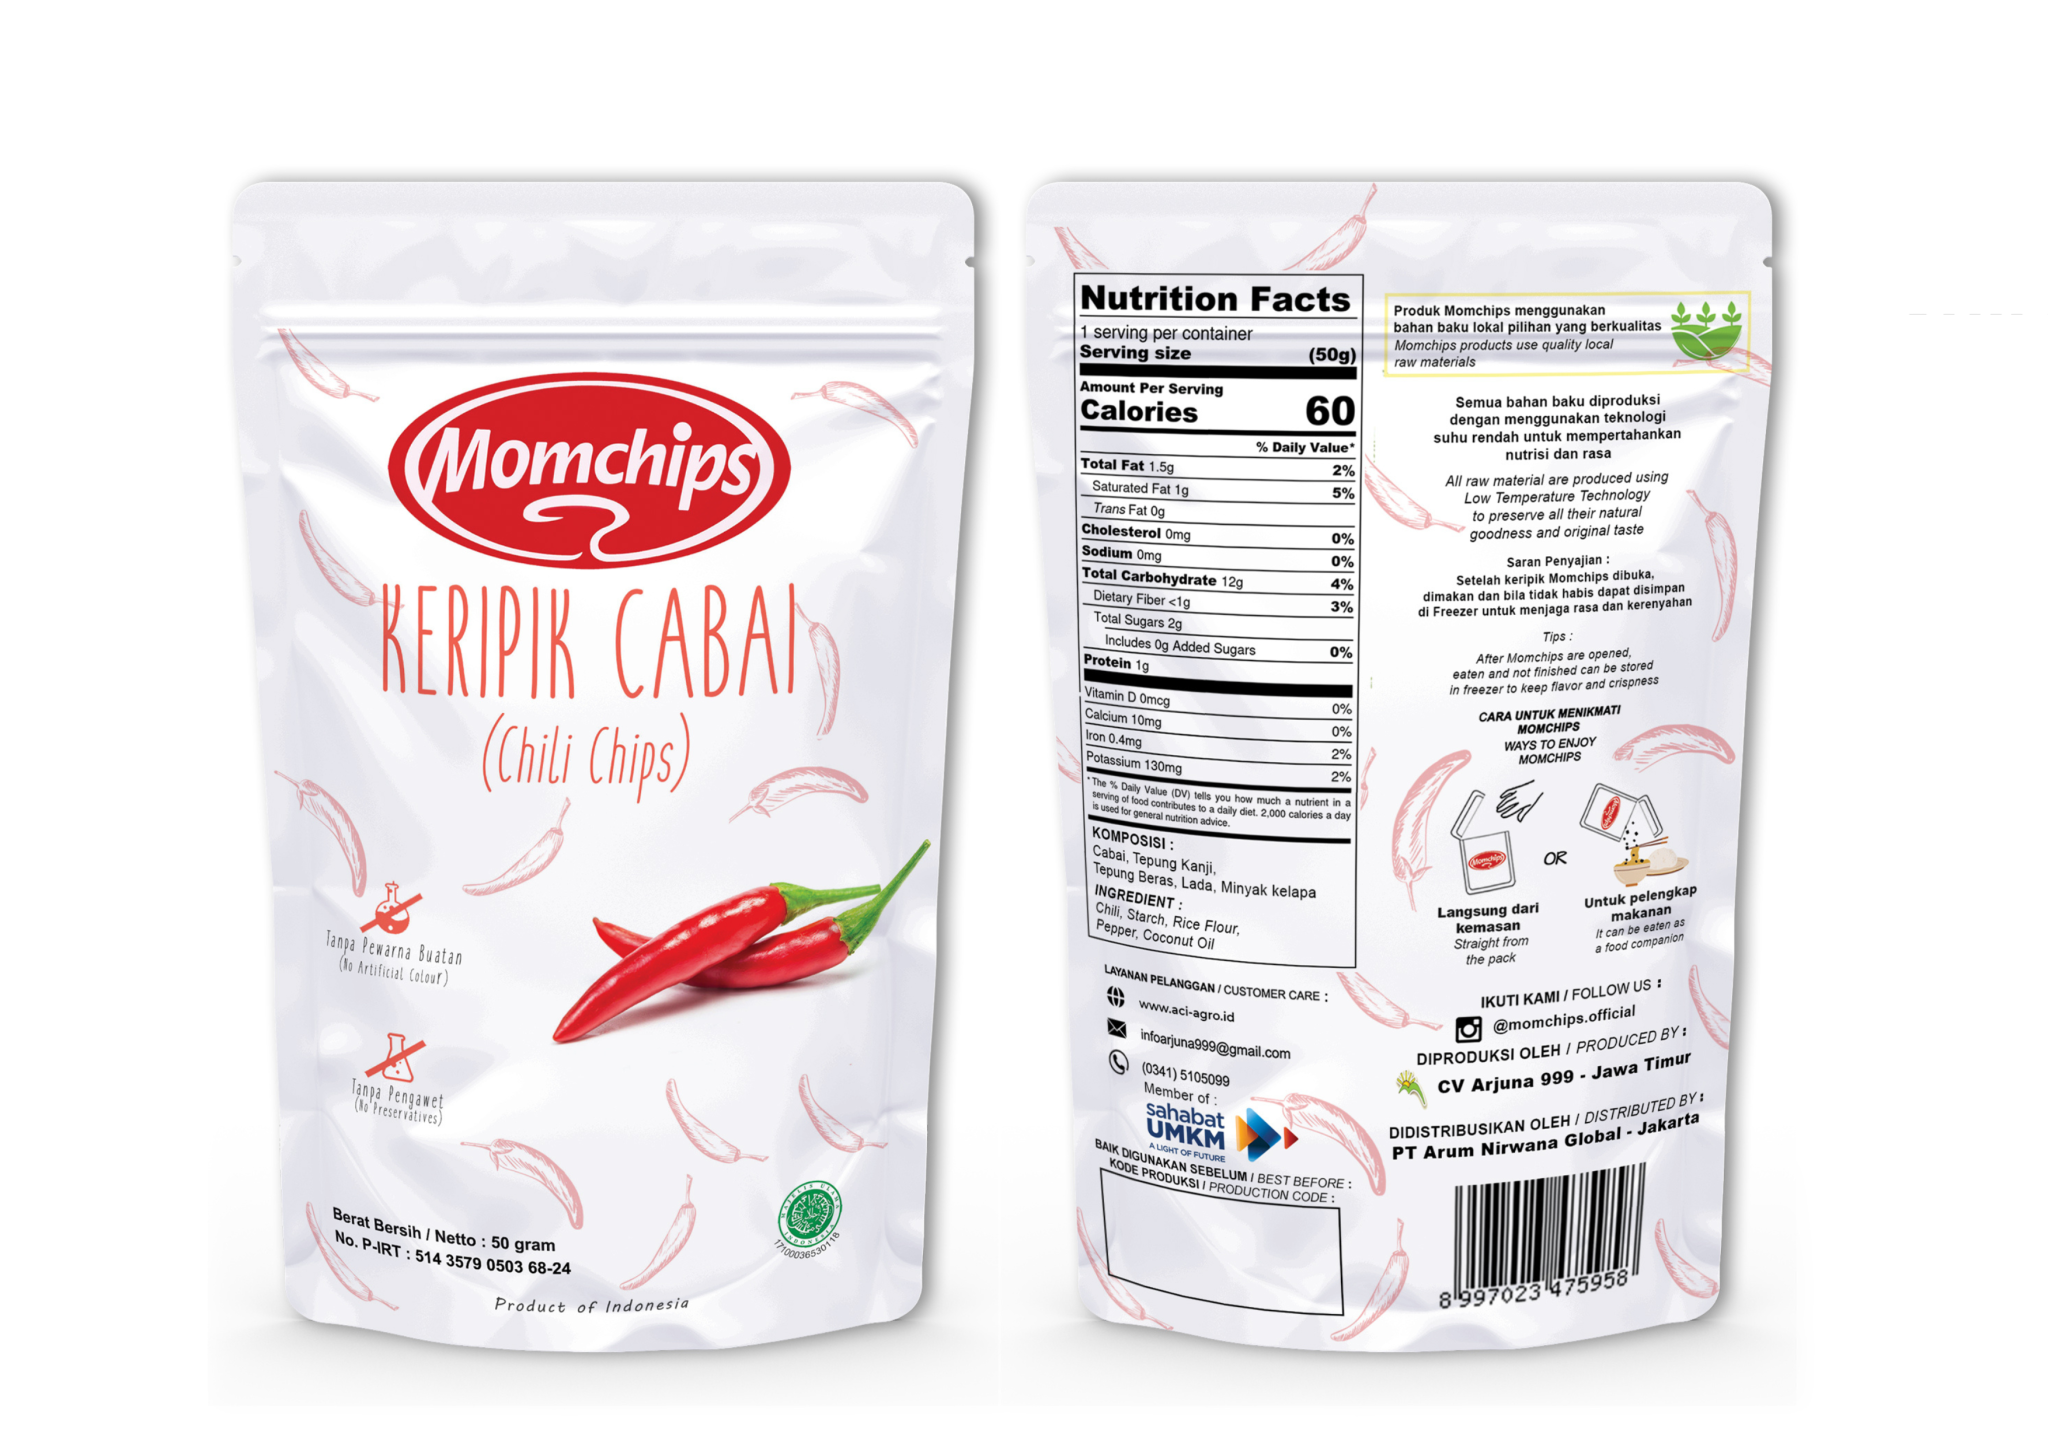 Momchips
KERIPIK CABAI
(Chili Chips)
Tanpa Pewarna Buatan
(No Artificial Colour)
Tanpa Pengawet
(No Preservatives)
Berat Bersih / Netto : 50 gram
No. P-IRT : 514 3579 0503 68-24
MAJELIS ULAMA
INDONESIA
17100036530118
Product of Indonesia
Nutrition Facts
1 serving per container
Serving size (50g)
Amount Per Serving
Calories 60
% Daily Value*
Total Fat 1.5g 2%
Saturated Fat 1g 5%
Trans Fat 0g
Cholesterol 0mg 0%
Sodium 0mg 0%
Total Carbohydrate 12g 4%
Dietary Fiber <1g 3%
Total Sugars 2g
Includes 0g Added Sugars 0%
Protein 1g
Vitamin D 0mcg 0%
Calcium 10mg 0%
Iron 0.4mg 2%
Potassium 130mg 2%
*The % Daily Value (DV) tells you how much a nutrient in a
serving of food contributes to a daily diet. 2,000 calories a day
is used for general nutrition advice.
KOMPOSISI :
Cabai, Tepung Kanji,
Tepung Beras, Lada, Minyak kelapa
INGREDIENT :
Chili, Starch, Rice Flour,
Pepper, Coconut Oil
LAYANAN PELANGGAN / CUSTOMER CARE :
www.aci-agro.id
infoarjuna999@gmail.com
(0341) 5105099
Member of :
sahabat
UMKM
A LIGHT OF FUTURE
BAIK DIGUNAKAN SEBELUM / BEST BEFORE :
KODE PRODUKSI / PRODUCTION CODE :
Produk Momchips menggunakan
bahan baku lokal pilihan yang berkualitas
Momchips products use quality local
raw materials
Semua bahan baku diproduksi
dengan menggunakan teknologi
suhu rendah untuk mempertahankan
nutrisi dan rasa
All raw material are produced using
Low Temperature Technology
to preserve all their natural
goodness and original taste
Saran Penyajian :
Setelah keripik Momchips dibuka,
dimakan dan bila tidak habis dapat disimpan
di Freezer untuk menjaga rasa dan kerenyahan
Tips :
After Momchips are opened,
eaten and not finished can be stored
in freezer to keep flavor and crispness
CARA UNTUK MENIKMATI
MOMCHIPS
WAYS TO ENJOY
MOMCHIPS
Momchips
Momchips
OR
Langsung dari
kemasan
Straight from
the pack
Untuk pelengkap
makanan
It can be eaten as
a food companion
IKUTI KAMI / FOLLOW US :
@momchips.official
DIPRODUKSI OLEH / PRODUCED BY :
CV Arjuna 999 - Jawa Timur
DIDISTRIBUSIKAN OLEH / DISTRIBUTED BY :
PT Arum Nirwana Global - Jakarta
8 997023 475958